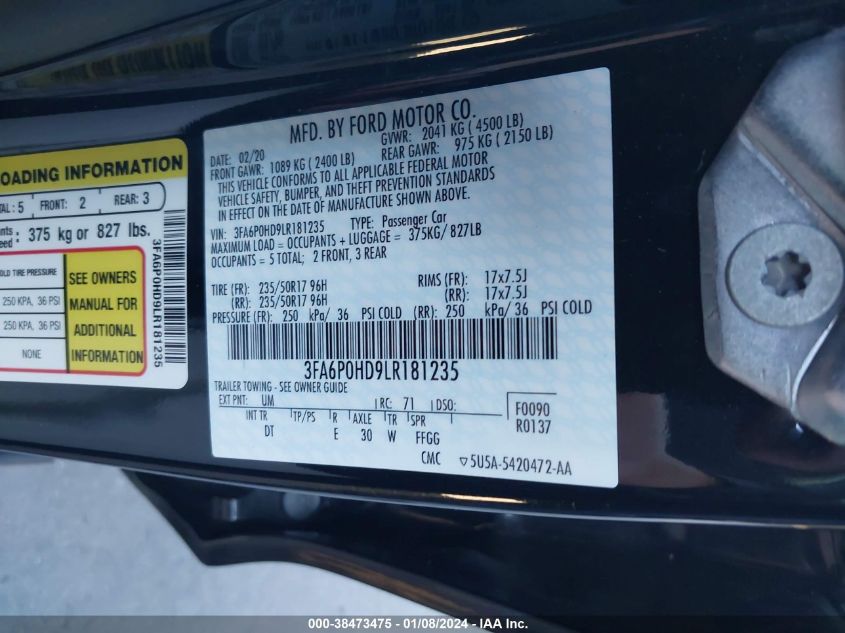 OADING INFORMATION
TAL: 5 FRONT: 2 REAR: 3
375 kg or 827 lbs.
OLD TIRE PRESSURE
250 KPA, 36 PSI
250 KPA, 36 PSI
NONE
SEE OWNERS
MANUAL FOR
ADDITIONAL
INFORMATION
3FA6P0HD9LR181235
MFD. BY FORD MOTOR CO.
DATE: 02/20 GVWR: 2041 KG ( 4500 LB)
FRONT GAWR: 1089 KG ( 2400 LB) REAR GAWR: 975 KG ( 2150 LB)
THIS VEHICLE CONFORMS TO ALL APPLICABLE FEDERAL MOTOR
VEHICLE SAFETY, BUMPER, AND THEFT PREVENTION STANDARDS
IN EFFECT ON THE DATE OF MANUFACTURE SHOWN ABOVE.
VIN: 3FA6P0HD9LR181235 TYPE: Passenger Car
MAXIMUM LOAD = OCCUPANTS + LUGGAGE = 375KG/ 827LB
OCCUPANTS = 5 TOTAL; 2 FRONT, 3 REAR
TIRE (FR): 235/50R17 96H RIMS (FR): 17x7.5J
(RR): 235/50R17 96H (RR): 17x7.5J
PRESSURE (FR): 250 kPa/ 36 PSI COLD (RR): 250 kPa/ 36 PSI COLD
3FA6P0HD9LR181235
TRAILER TOWING - SEE OWNER GUIDE
EXT PNT: UM RC: 71 DSO:
INT TR TP/PS R AXLE TR SPR
DT E 30 W FFGG
F0090
R0137
CMC ▽5U5A-5420472-AA
000-38473475 - 01/08/2024 - IAA Inc.